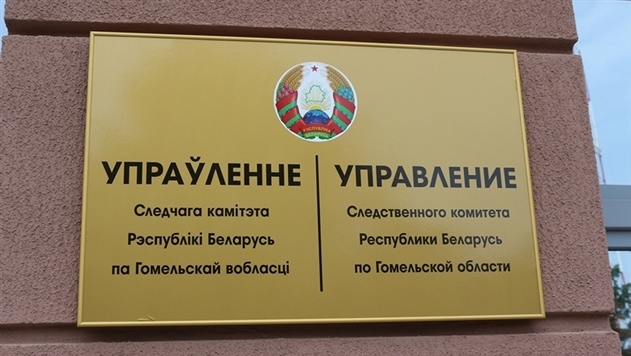 УПРАЎЛЕННЕ
Следчага камітэта
Рэспублікі Беларусь
па Гомельскай вобласці
УПРАВЛЕНИЕ
Следственного комитета
Республики Беларусь
по Гомельской области